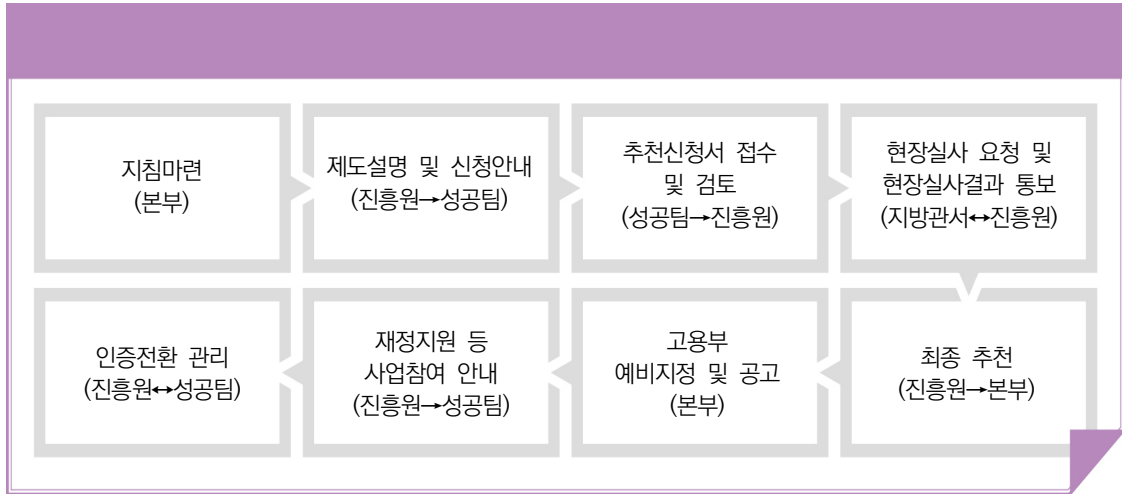 지침마련
(본부)
제도설명 및 신청안내
(진흥원→성공팀)
추천신청서 접수
및 검토
(성공팀→진흥원)
현장실사 요청 및
현장실사결과 통보
(지방관서↔진흥원)
최종 추천
(진흥원→본부)
고용부
예비지정 및 공고
(본부)
재정지원 등
사업참여 안내
(진흥원→성공팀)
인증전환 관리
(진흥원↔성공팀)